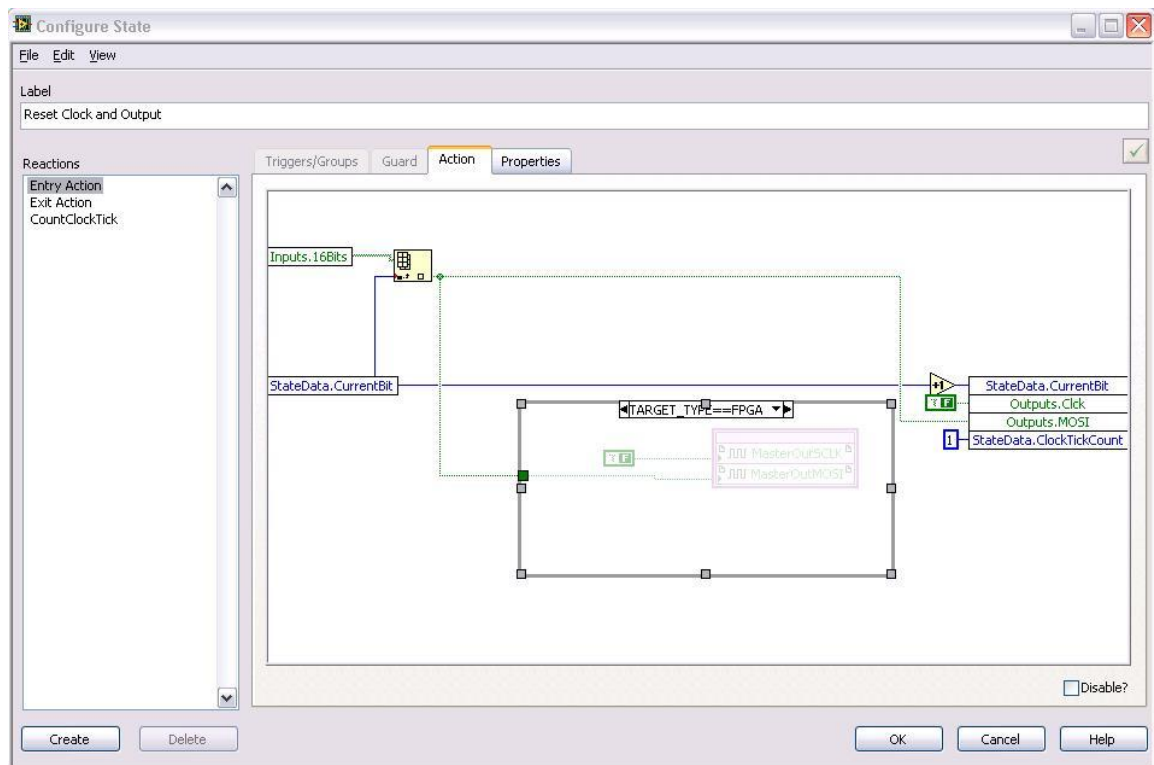 Configure State
File Edit View
Label
Reset Clock and Output
Reactions
Triggers/Groups Guard Action Properties
Entry Action
Exit Action
CountClockTick
Inputs.16Bits
StateData.CurrentBit
+1
StateData.CurrentBit
TARGET_TYPE==FPGA
T F
Outputs.Clck
Outputs.MOSI
1
StateData.ClockTickCount
T F
MasterOutSCLK
MasterOutMOSI
Disable?
Create Delete OK Cancel Help